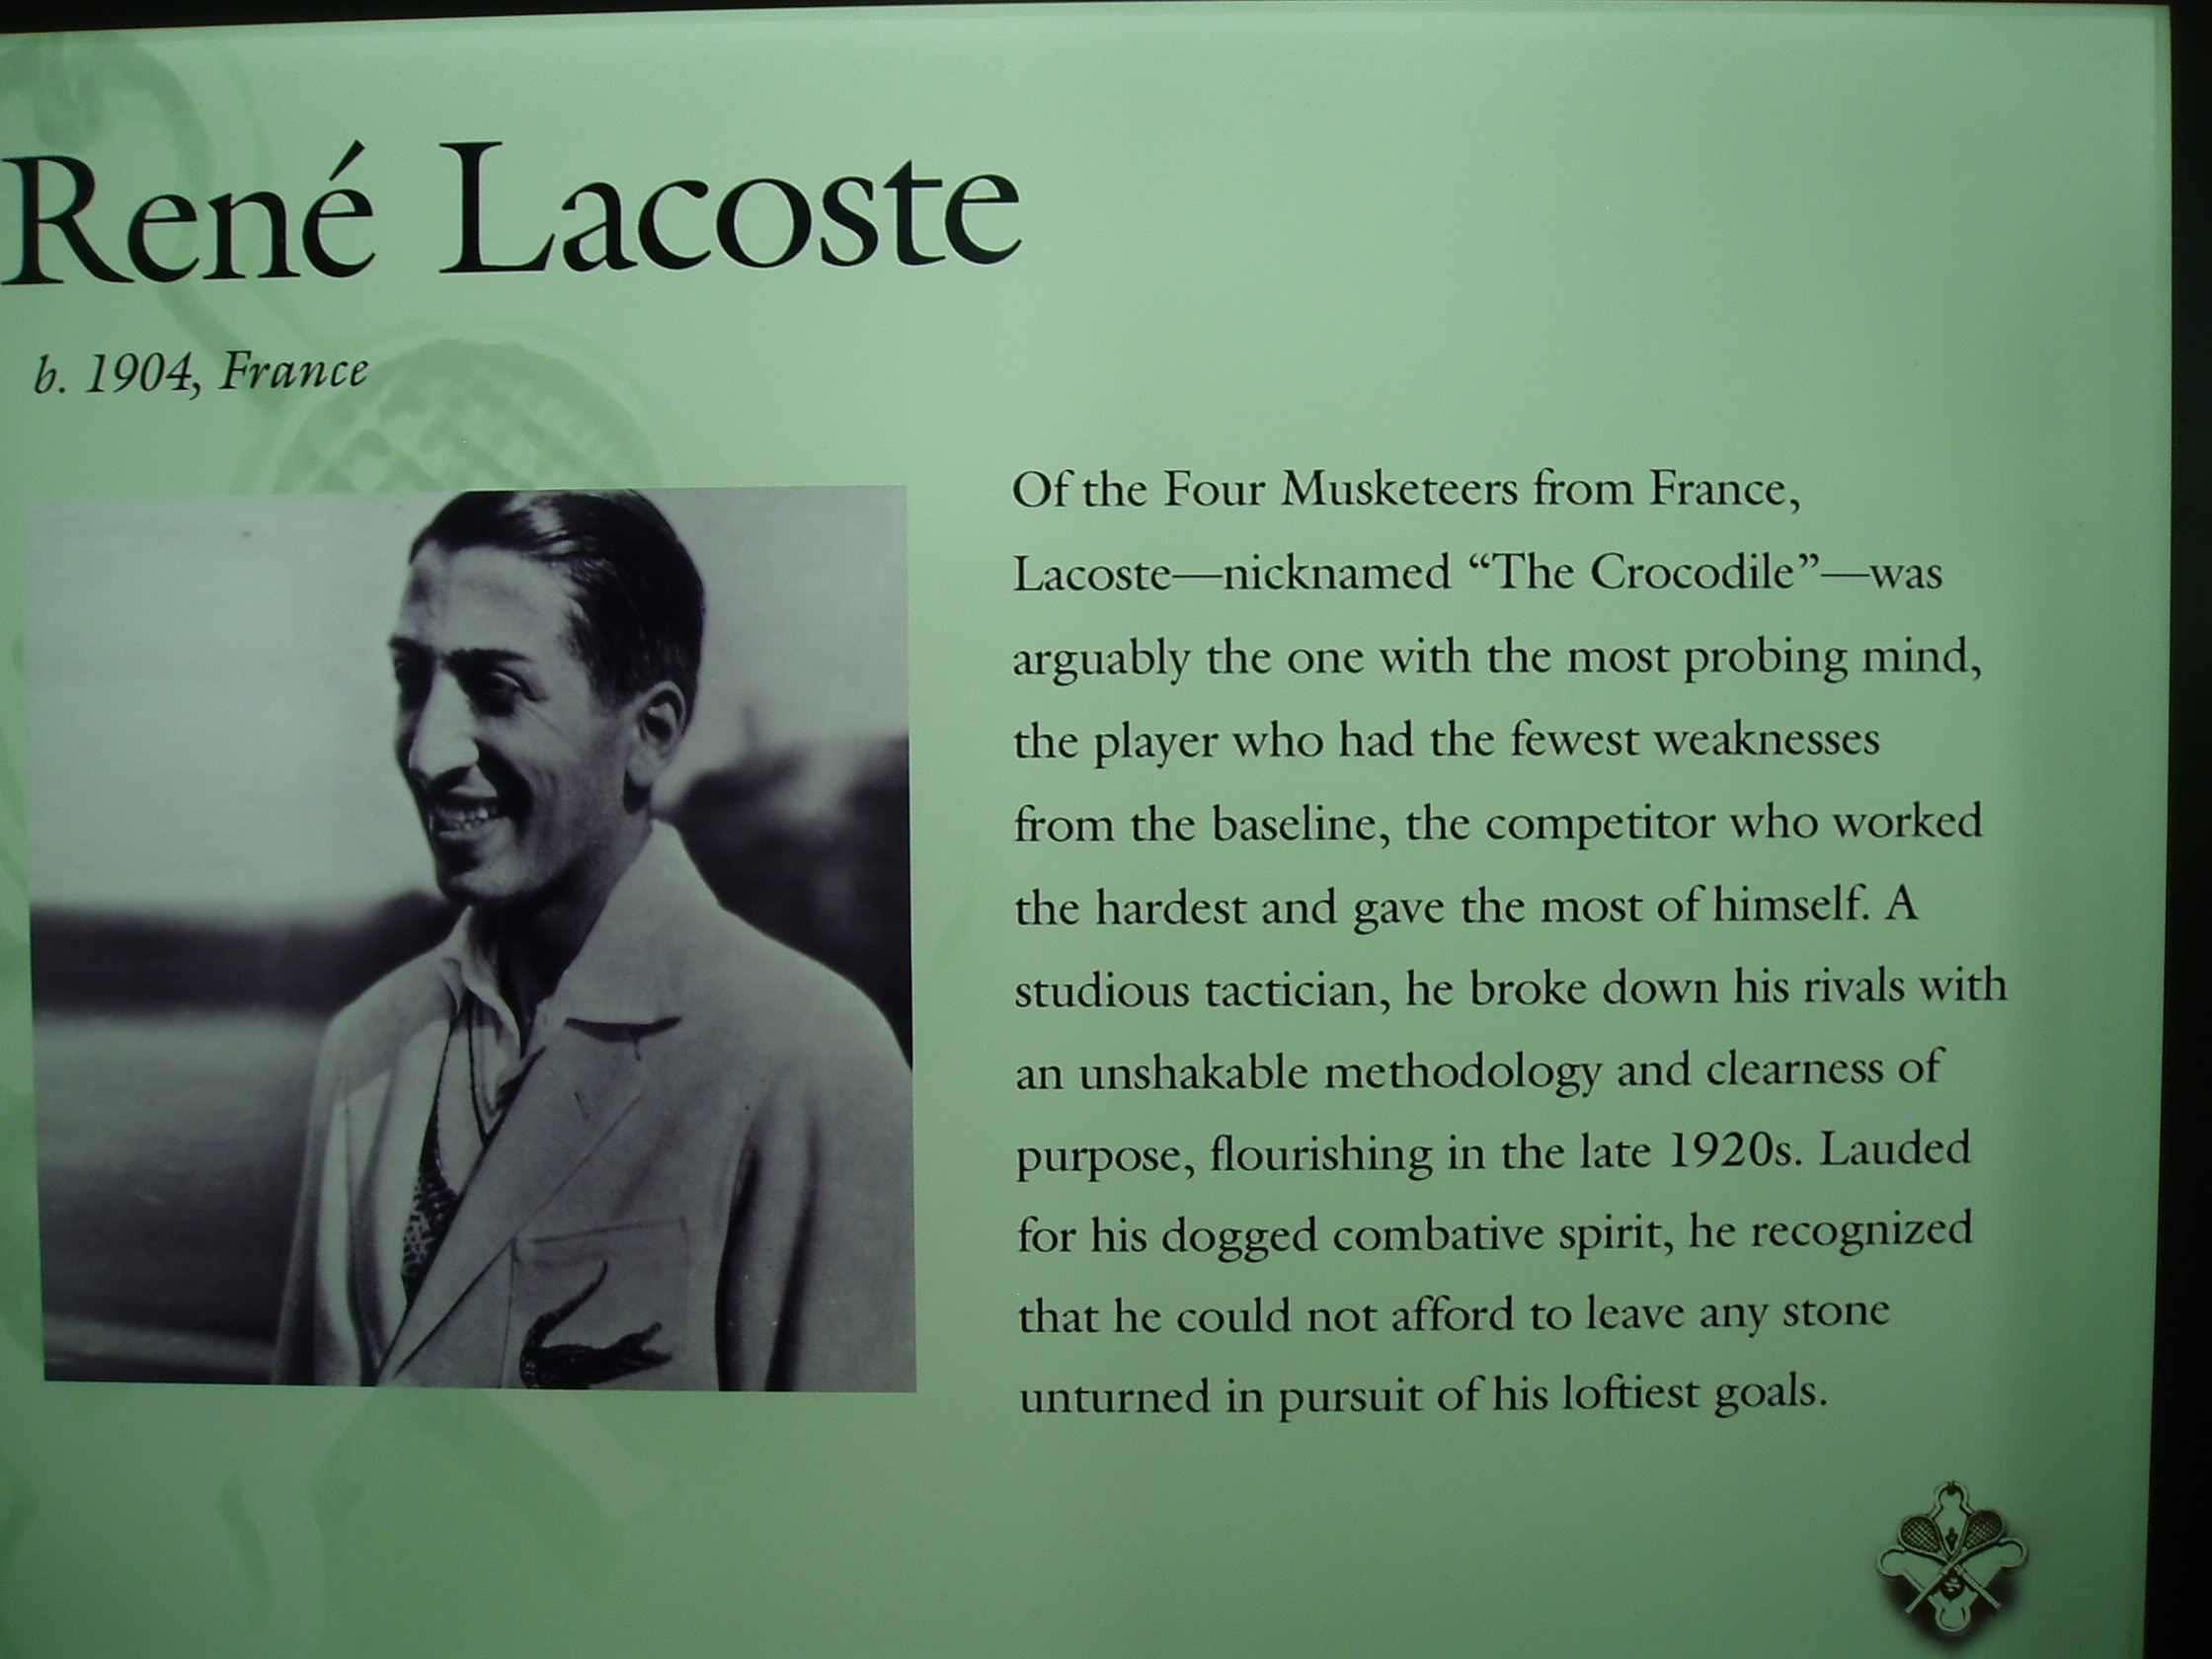 René Lacoste
b. 1904, France
Of the Four Musketeers from France,
Lacoste—nicknamed “The Crocodile”—was
arguably the one with the most probing mind,
the player who had the fewest weaknesses
from the baseline, the competitor who worked
the hardest and gave the most of himself. A
studious tactician, he broke down his rivals with
an unshakable methodology and clearness of
purpose, flourishing in the late 1920s. Lauded
for his dogged combative spirit, he recognized
that he could not afford to leave any stone
unturned in pursuit of his loftiest goals.